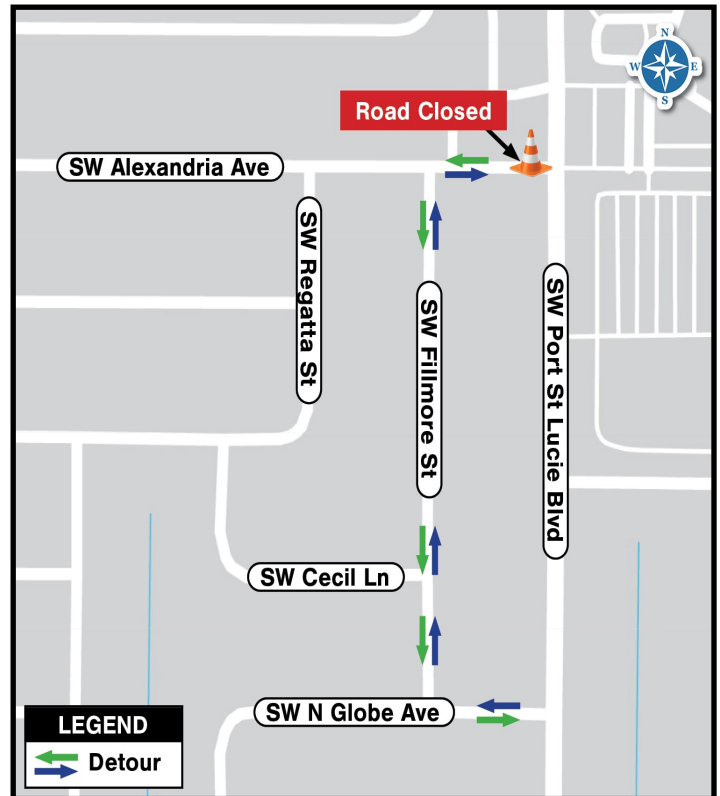 N
W
E
S
Road Closed
SW Alexandria Ave
SW Regatta St
SW Fillmore St
SW Port St Lucie Blvd
SW Cecil Ln
SW N Globe Ave
LEGEND
Detour